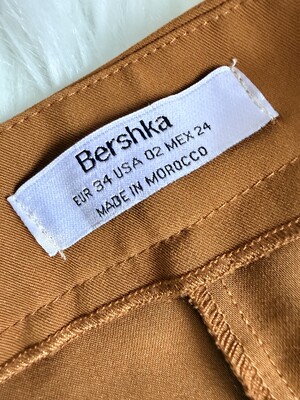 Bershka
EUR 34 USA 02 MEX 24
MADE IN MOROCCO